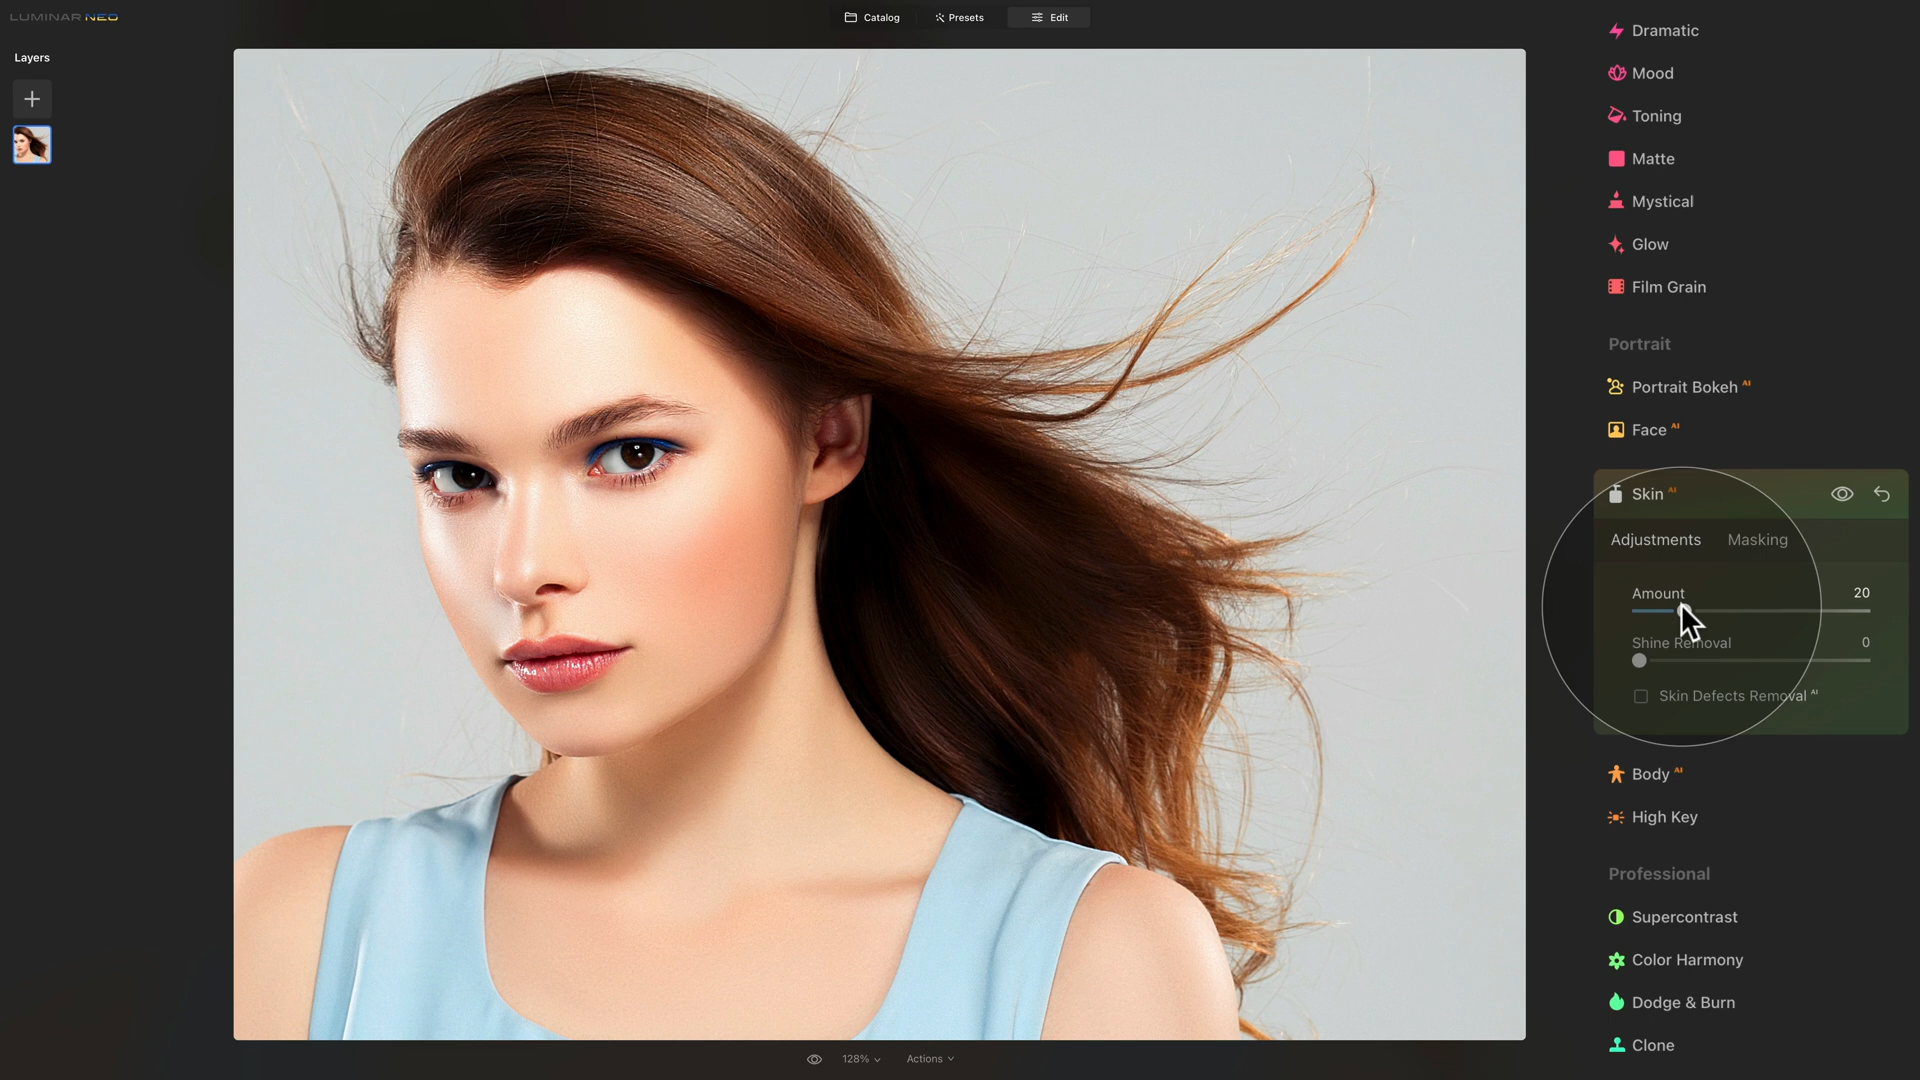 LUMINAR NEO
Catalog
Presets
Edit
Layers
Dramatic
Mood
Toning
Matte
Mystical
Glow
Film Grain
Portrait
Portrait Bokeh AI
Face AI
Skin AI
Adjustments Masking
Amount 20
Shine Removal 0
Skin Defects Removal AI
Body AI
High Key
Professional
Supercontrast
Color Harmony
Dodge & Burn
Clone
128%
Actions